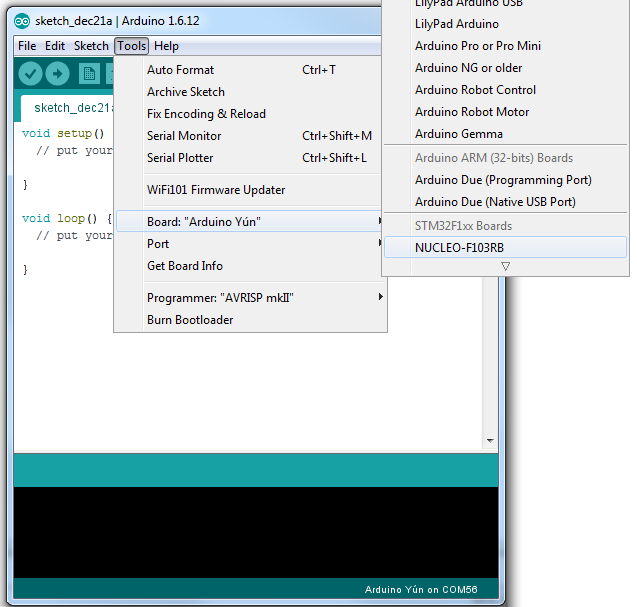 sketch_dec21a | Arduino 1.6.12
File Edit Sketch Tools Help
sketch_dec21a
void setup()
// put your
}
void loop() {
// put your
}
Auto Format Ctrl+T
Archive Sketch
Fix Encoding & Reload
Serial Monitor Ctrl+Shift+M
Serial Plotter Ctrl+Shift+L
WiFi101 Firmware Updater
Board: "Arduino Yún"
Port
Get Board Info
Programmer: "AVRISP mkII"
Burn Bootloader
LilyPad Arduino USB
LilyPad Arduino
Arduino Pro or Pro Mini
Arduino NG or older
Arduino Robot Control
Arduino Robot Motor
Arduino Gemma
Arduino ARM (32-bits) Boards
Arduino Due (Programming Port)
Arduino Due (Native USB Port)
STM32F1xx Boards
NUCLEO-F103RB
Arduino Yún on COM56